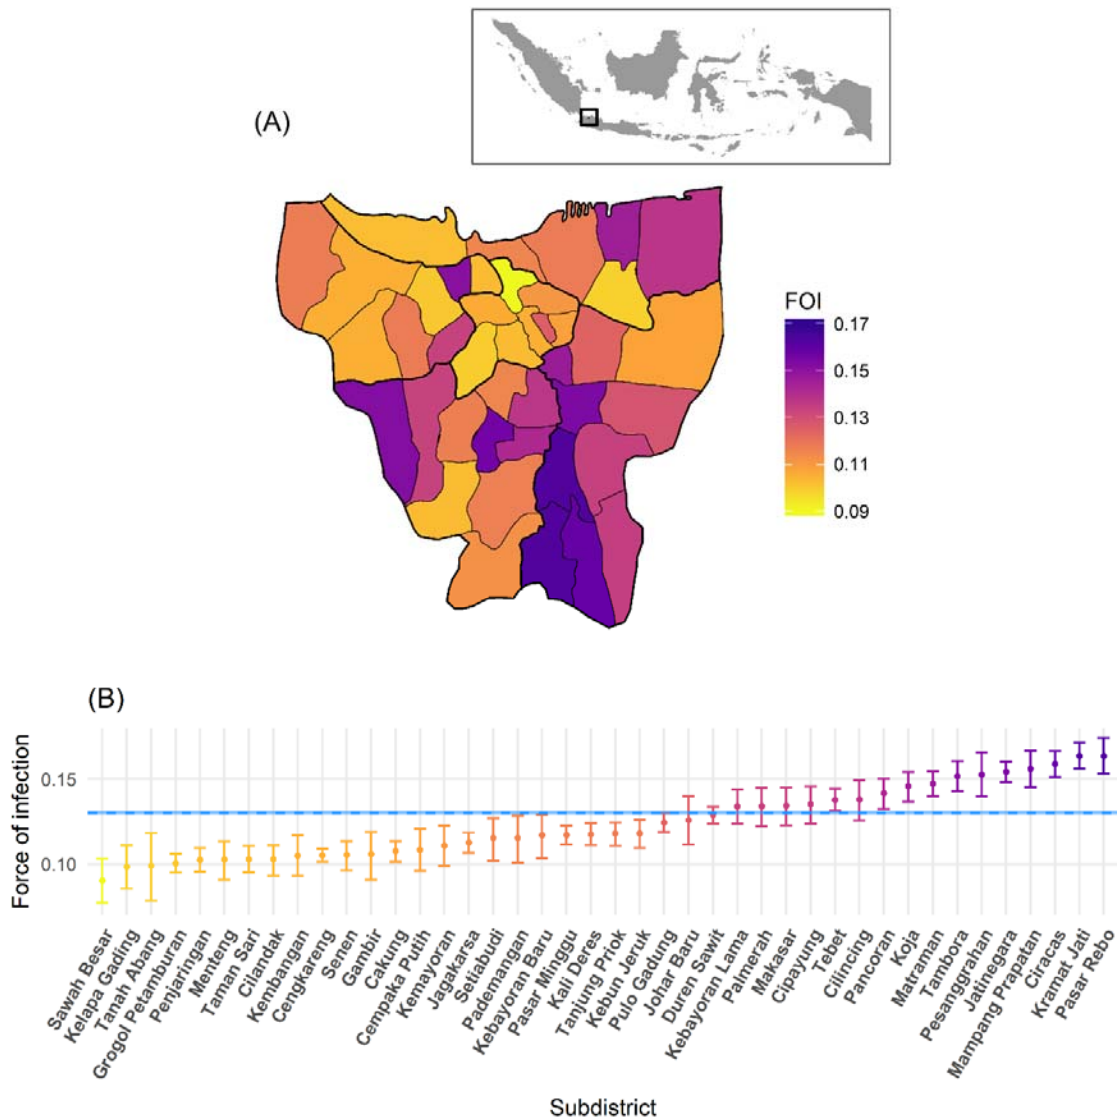 (A)
FOI
0.17
0.15
0.13
0.11
0.09
(B)
Force of infection
0.15
0.10
Sawah Besar
Kelapa Gading
Tanah Abang
Grogol Petamburan
Penjaringan
Menteng
Taman Sari
Cilandak
Kembangan
Cengkareng
Senen
Gambir
Cakung
Cempaka Putih
Kemayoran
Jagakarsa
Setiabudi
Pademangan
Kebayoran Baru
Pasar Minggu
Kali Deres
Tanjung Priok
Kebun Jeruk
Pulo Gadung
Johar Baru
Duren Sawit
Kebayoran Lama
Palmerah
Makasar
Cipayung
Tebet
Cilincing
Pancoran
Koja
Matraman
Tambora
Pesanggrahan
Jatinegara
Mampang Prapatan
Ciracas
Kramat Jati
Pasar Rebo
Subdistrict